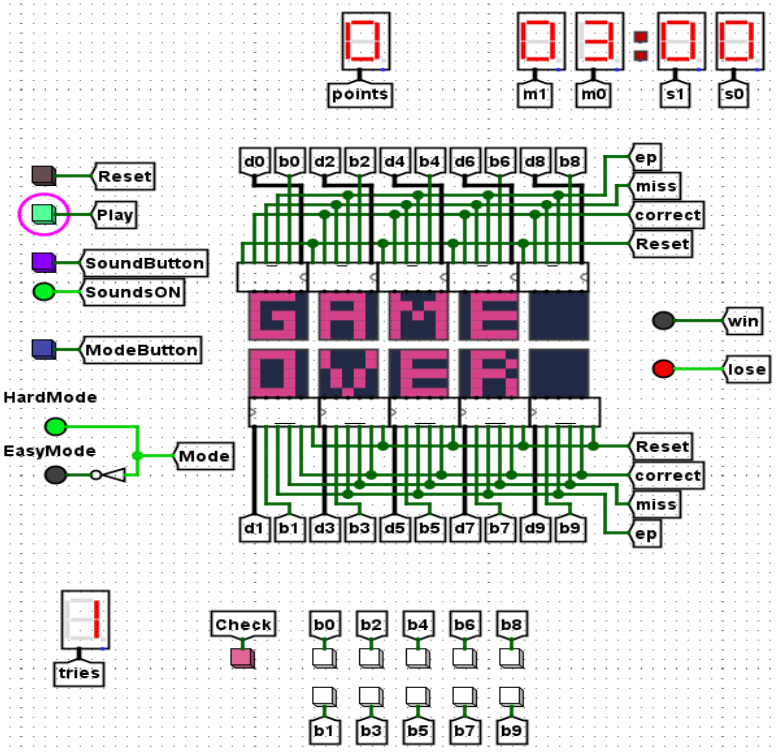 0 03:00
points m1 m0 s1 s0
d0 b0 d2 b2 d4 b4 d6 b6 d8 b8
ep
miss
correct
Reset
Reset
Play
SoundButton
SoundsON
ModeButton
GAME
OVER
win
lose
HardMode
EasyMode
Mode
Reset
correct
miss
ep
d1 b1 d3 b3 d5 b5 d7 b7 d9 b9
1
tries
Check
b0 b2 b4 b6 b8
b1 b3 b5 b7 b9